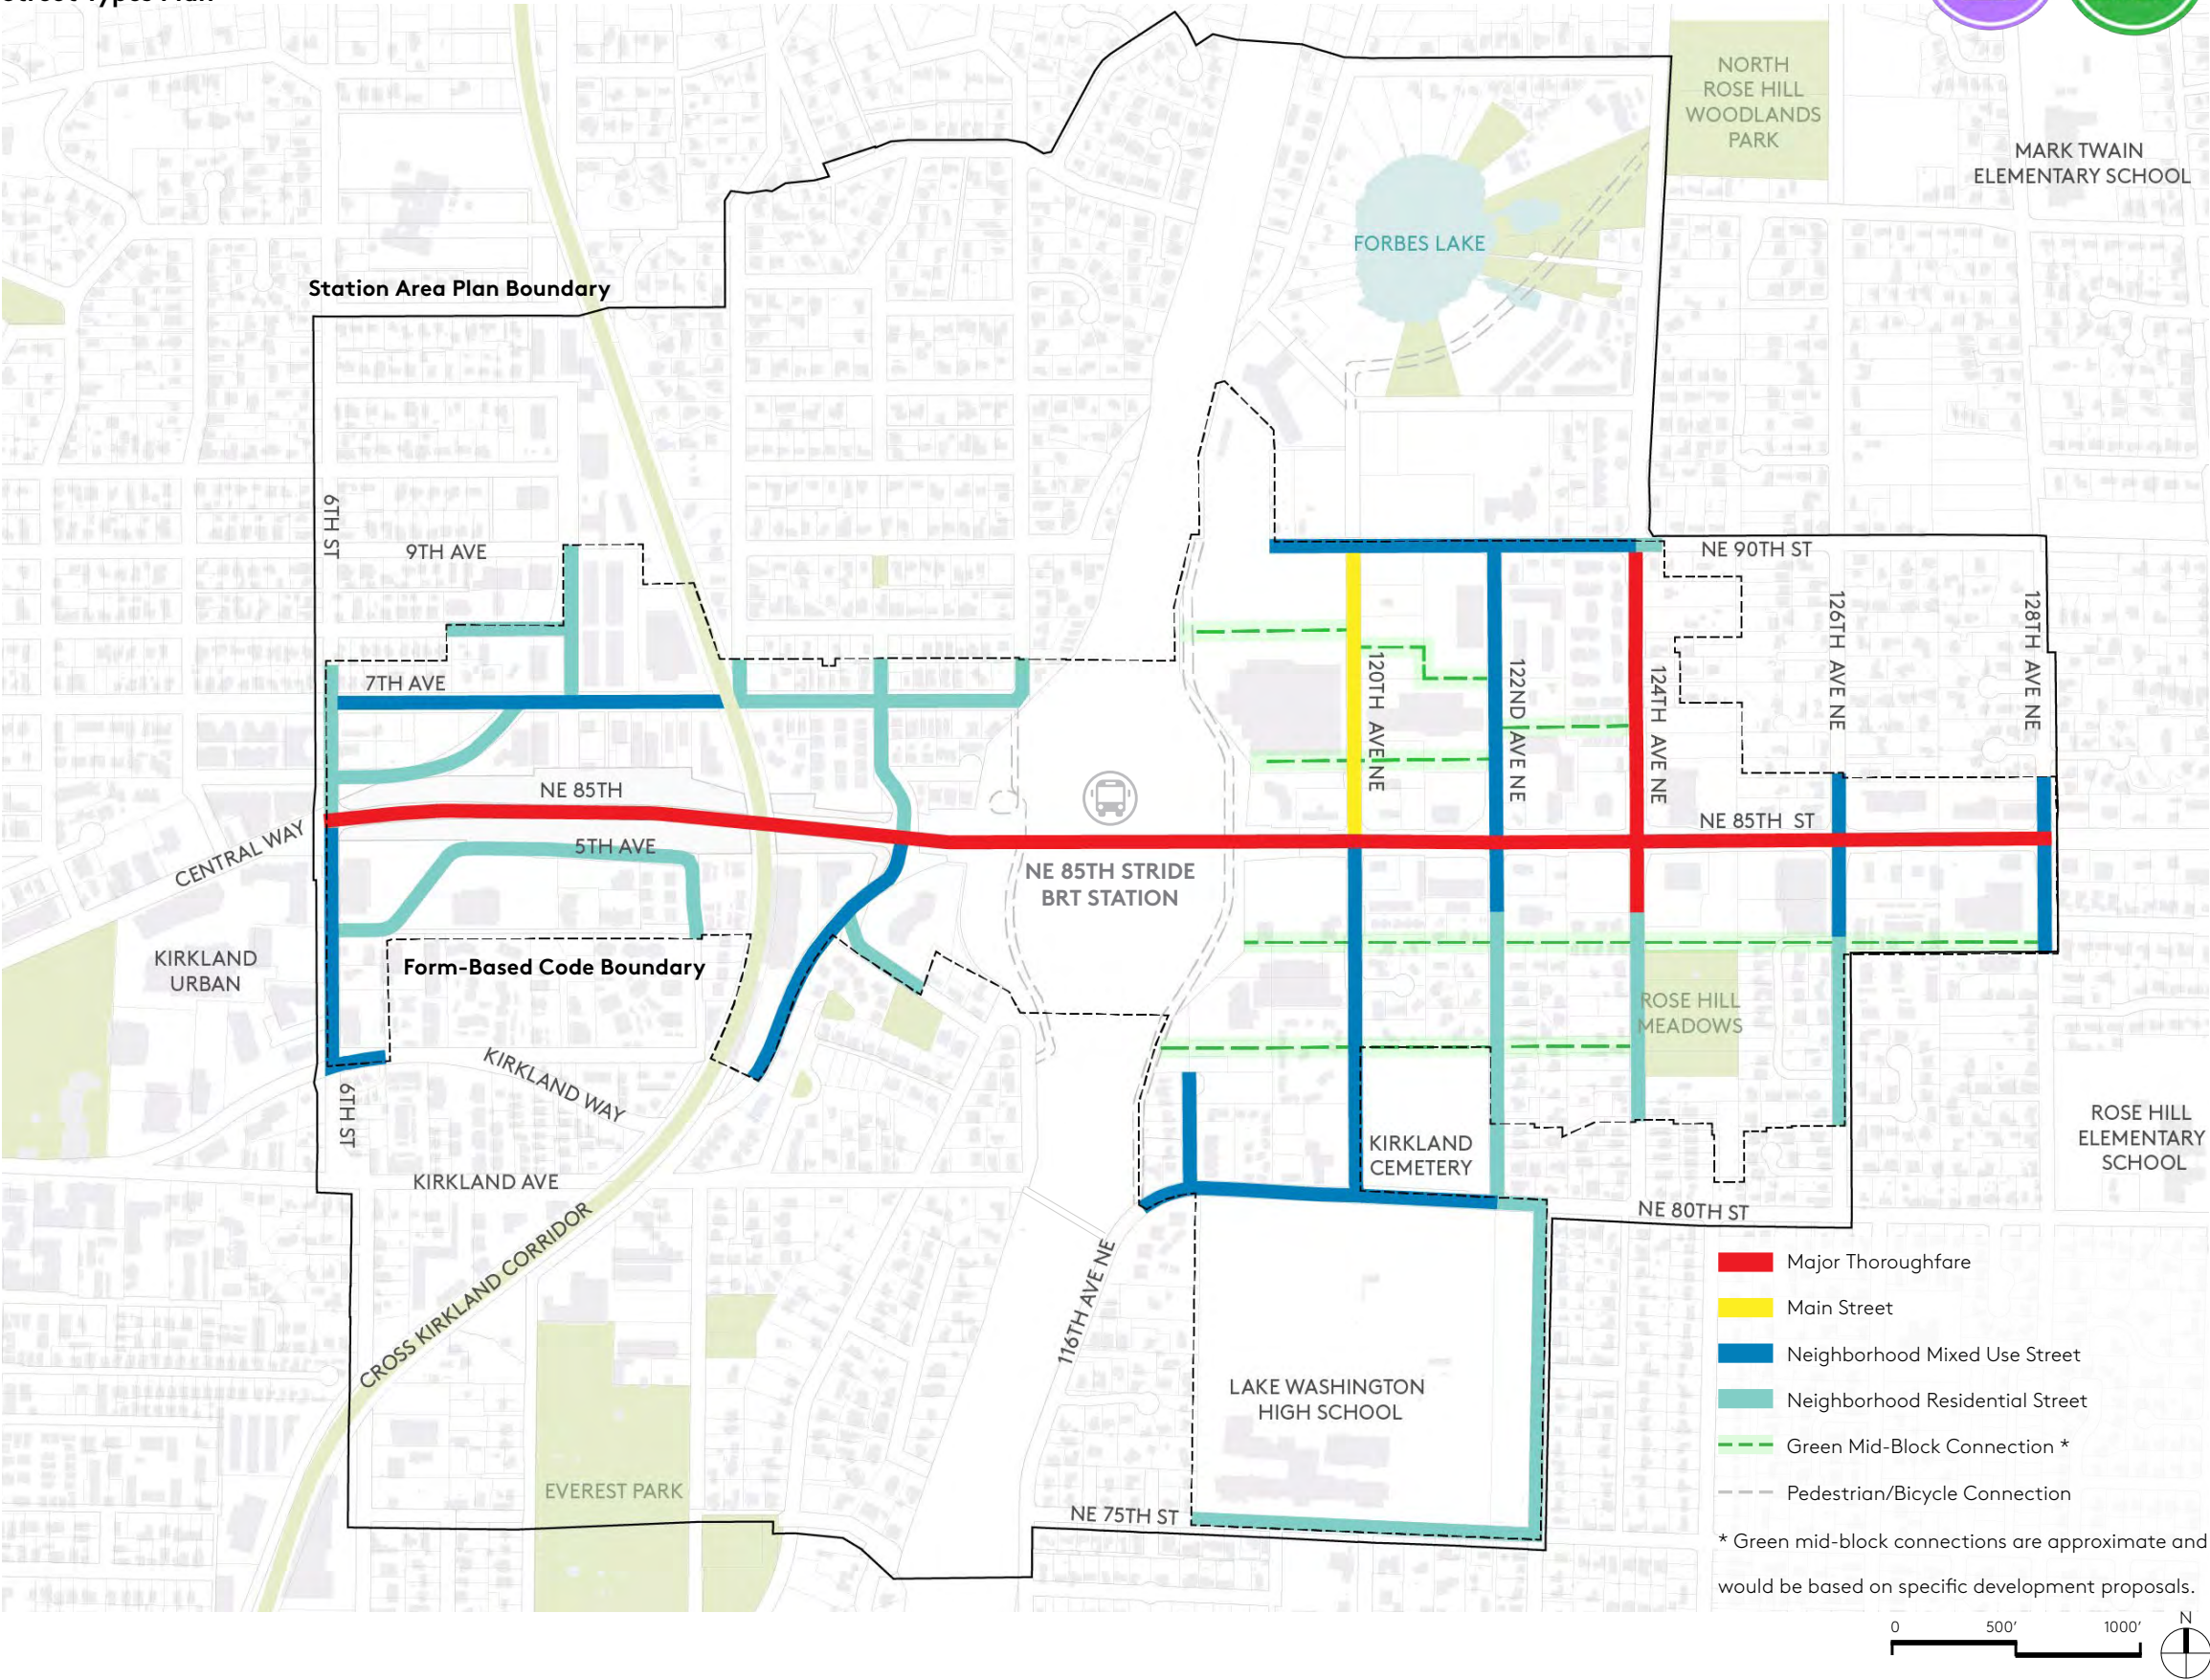 Street Types Plan
NORTH
ROSE HILL
WOODLANDS
PARK
MARK TWAIN
ELEMENTARY SCHOOL
FORBES LAKE
Station Area Plan Boundary
6TH ST
9TH AVE
NE 90TH ST
126TH AVE NE
128TH AVE NE
7TH AVE
120TH AVE NE
122ND AVE NE
124TH AVE NE
NE 85TH
NE 85TH ST
CENTRAL WAY
5TH AVE
NE 85TH STRIDE
BRT STATION
KIRKLAND
URBAN
Form-Based Code Boundary
ROSE HILL
MEADOWS
KIRKLAND WAY
6TH ST
KIRKLAND
CEMETERY
ROSE HILL
ELEMENTARY
SCHOOL
KIRKLAND AVE
NE 80TH ST
CROSS KIRKLAND CORRIDOR
116TH AVE NE
LAKE WASHINGTON
HIGH SCHOOL
EVEREST PARK
NE 75TH ST
Major Thoroughfare
Main Street
Neighborhood Mixed Use Street
Neighborhood Residential Street
Green Mid-Block Connection *
Pedestrian/Bicycle Connection
* Green mid-block connections are approximate and
would be based on specific development proposals.
0 500' 1000'
N